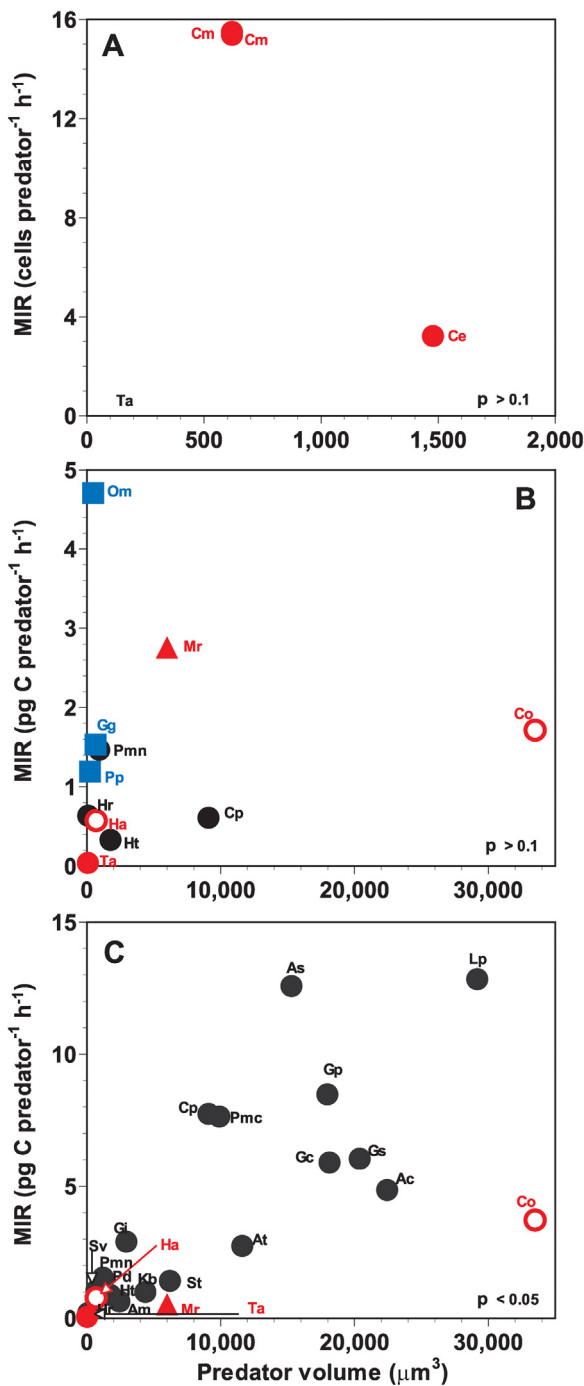 A
MIR (cells predator⁻¹ h⁻¹)
16
12
8
4
0
Cm
Cm
Ce
Ta
p > 0.1
0 500 1,000 1,500 2,000
B
MIR (pg C predator⁻¹ h⁻¹)
5
4
3
2
1
0
Om
Mr
Co
Gg
Pmn
Pp
Hr
Ha
Cp
Ht
Ta
p > 0.1
0 10,000 20,000 30,000
C
MIR (pg C predator⁻¹ h⁻¹)
15
10
5
0
As
Lp
Gp
Cp
Pmc
Gc
Gs
Ac
Co
Gi
At
Sv
Ha
Pmn
Pd
Kb
St
Ht
Hr
Am
Mr
Ta
p < 0.05
0 10,000 20,000 30,000
Predator volume (μm³)